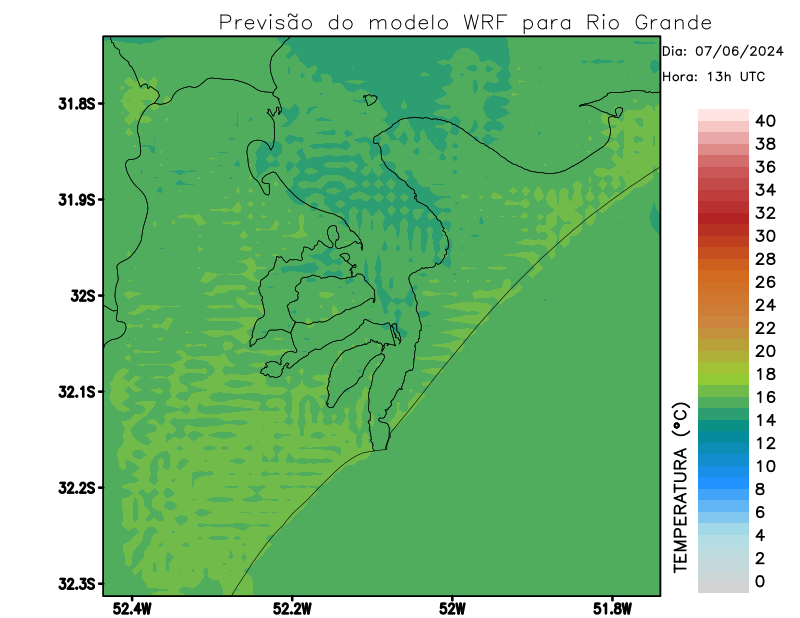 Previsão do modelo WRF para Rio Grande
Dia: 07/06/2024
Hora: 13h UTC
31.8S
31.9S
32S
32.1S
32.2S
32.3S
52.4W
52.2W
52W
51.8W
TEMPERATURA (°C)
40
38
36
34
32
30
28
26
24
22
20
18
16
14
12
10
8
6
4
2
0